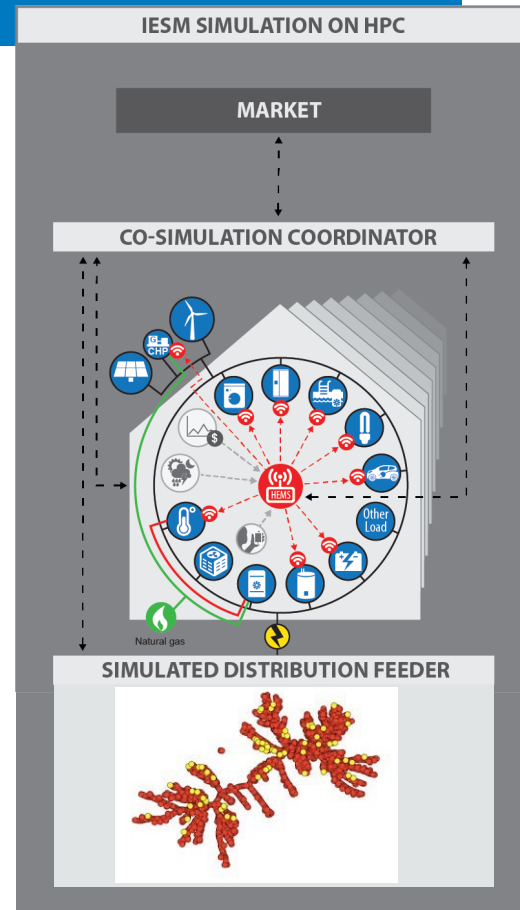 IESM SIMULATION ON HPC
MARKET
CO-SIMULATION COORDINATOR
G
CHP
$
HEMS
Other
Load
Natural gas
SIMULATED DISTRIBUTION FEEDER